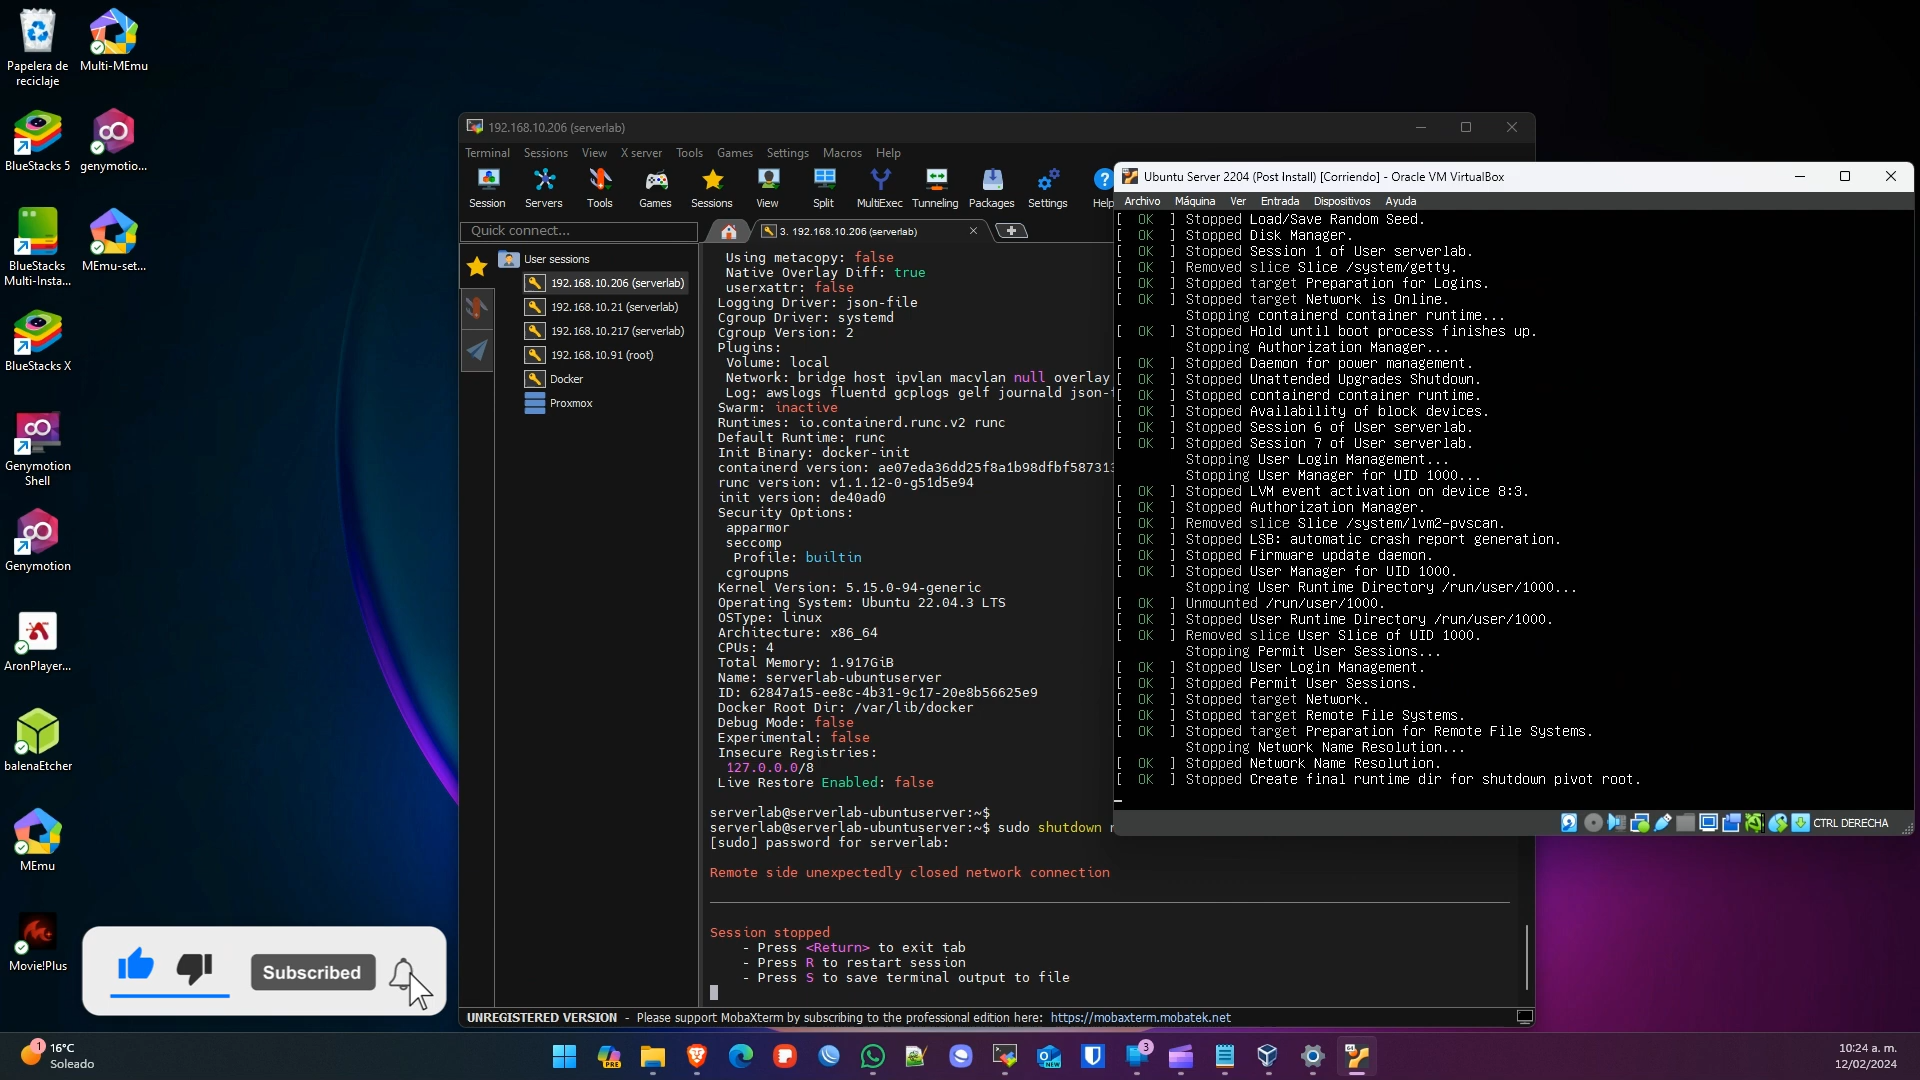 Papelera de
reciclaje
Multi-MEmu
BlueStacks 5
genymotio...
BlueStacks
Multi-Insta...
MEmu-set...
BlueStacks X
Genymotion
Shell
Genymotion
AronPlayer...
balenaEtcher
MEmu
Movie!Plus
Subscribed
192.168.10.206 (serverlab)
Terminal Sessions View X server Tools Games Settings Macros Help
Session Servers Tools Games Sessions View Split MultiExec Tunneling Packages Settings Help
Quick connect...
3. 192.168.10.206 (serverlab)
User sessions
192.168.10.206 (serverlab)
192.168.10.21 (serverlab)
192.168.10.217 (serverlab)
192.168.10.91 (root)
Docker
Proxmox
Using metacopy: false
Native Overlay Diff: true
userxattr: false
Logging Driver: json-file
Cgroup Driver: systemd
Cgroup Version: 2
Plugins:
Volume: local
Network: bridge host ipvlan macvlan null overlay
Log: awslogs fluentd gcplogs gelf journald json-
Swarm: inactive
Runtimes: io.containerd.runc.v2 runc
Default Runtime: runc
Init Binary: docker-init
containerd version: ae07eda36dd25f8a1b98dfbf587313
runc version: v1.1.12-0-g51d5e94
init version: de40ad0
Security Options:
apparmor
seccomp
Profile: builtin
cgroupns
Kernel Version: 5.15.0-94-generic
Operating System: Ubuntu 22.04.3 LTS
OSType: linux
Architecture: x86_64
CPUs: 4
Total Memory: 1.917GiB
Name: serverlab-ubuntuserver
ID: 62847a15-ee8c-4b31-9c17-20e8b56625e9
Docker Root Dir: /var/lib/docker
Debug Mode: false
Experimental: false
Insecure Registries:
127.0.0.0/8
Live Restore Enabled: false
serverlab@serverlab-ubuntuserver:~$
serverlab@serverlab-ubuntuserver:~$ sudo shutdown
[sudo] password for serverlab:
Remote side unexpectedly closed network connection
Session stopped
- Press <Return> to exit tab
- Press R to restart session
- Press S to save terminal output to file
UNREGISTERED VERSION - Please support MobaXterm by subscribing to the professional edition here: https://mobaxterm.mobatek.net
Ubuntu Server 2204 (Post Install) [Corriendo] - Oracle VM VirtualBox
Archivo Máquina Ver Entrada Dispositivos Ayuda
[ OK ] Stopped Load/Save Random Seed.
[ OK ] Stopped Disk Manager.
[ OK ] Stopped Session 1 of User serverlab.
[ OK ] Removed slice Slice /system/getty.
[ OK ] Stopped target Preparation for Logins.
[ OK ] Stopped target Network is Online.
Stopping containerd container runtime...
[ OK ] Stopped Hold until boot process finishes up.
Stopping Authorization Manager...
[ OK ] Stopped Daemon for power management.
[ OK ] Stopped Unattended Upgrades Shutdown.
[ OK ] Stopped containerd container runtime.
[ OK ] Stopped Availability of block devices.
[ OK ] Stopped Session 6 of User serverlab.
[ OK ] Stopped Session 7 of User serverlab.
Stopping User Login Management...
Stopping User Manager for UID 1000...
[ OK ] Stopped LVM event activation on device 8:3.
[ OK ] Stopped Authorization Manager.
[ OK ] Removed slice Slice /system/lvm2-pvscan.
[ OK ] Stopped LSB: automatic crash report generation.
[ OK ] Stopped Firmware update daemon.
[ OK ] Stopped User Manager for UID 1000.
Stopping User Runtime Directory /run/user/1000...
[ OK ] Unmounted /run/user/1000.
[ OK ] Stopped User Runtime Directory /run/user/1000.
[ OK ] Removed slice User Slice of UID 1000.
Stopping Permit User Sessions...
[ OK ] Stopped User Login Management.
[ OK ] Stopped Permit User Sessions.
[ OK ] Stopped target Network.
[ OK ] Stopped target Remote File Systems.
[ OK ] Stopped target Preparation for Remote File Systems.
Stopping Network Name Resolution...
[ OK ] Stopped Network Name Resolution.
[ OK ] Stopped Create final runtime dir for shutdown pivot root.
CTRL DERECHA
1
16°C
Soleado
PRE
NEW
3
10:24 a. m.
12/02/2024